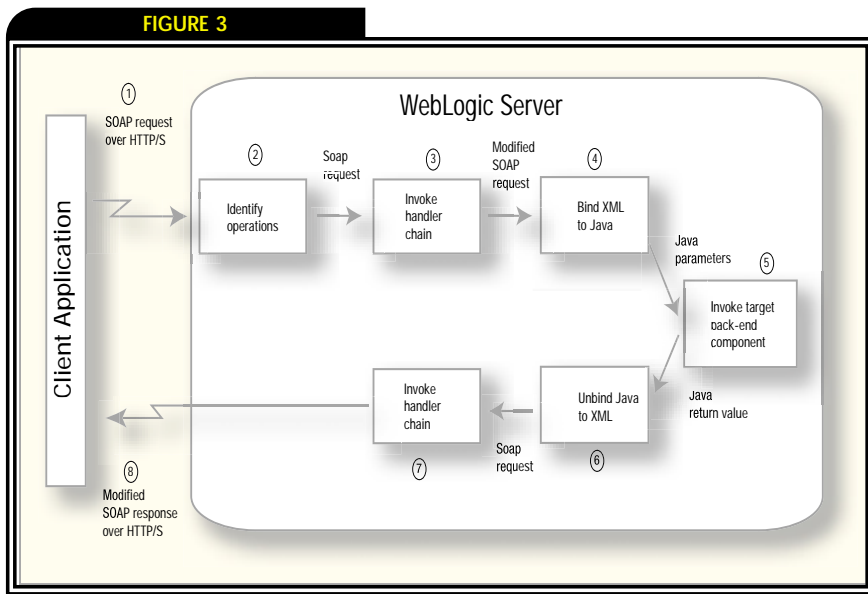 FIGURE 3
WebLogic Server
Client Application
1
SOAP request
over HTTP/S
2
Identify
operations
Soap
request
3
Invoke
handler
chain
Modified
SOAP
request
4
Bind XML
to Java
Java
parameters
5
Invoke target
back-end
component
Java
return value
Unbind Java
to XML
6
Soap
request
Invoke
handler
chain
7
8
Modified
SOAP response
over HTTP/S